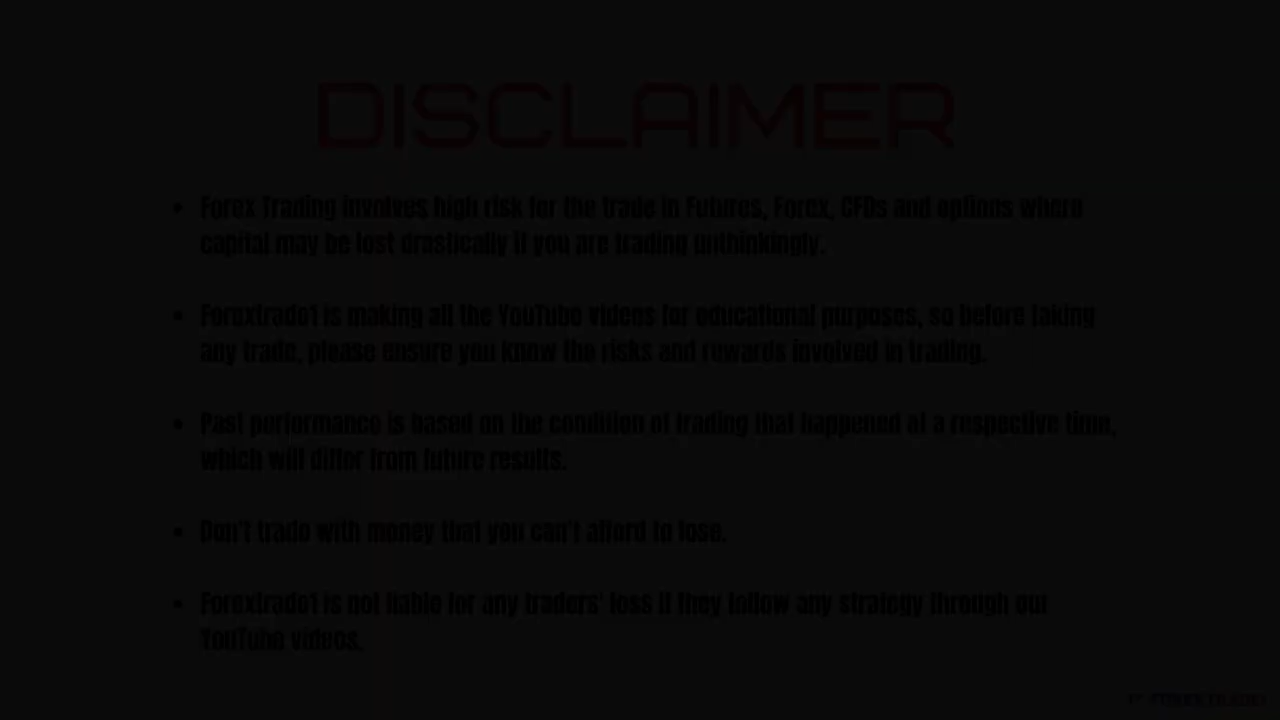 DISCLAIMER
• Forex Trading involves high risk for the trade in Futures, Forex, CFDs and options where
capital may be lost drastically if you are trading unthinkingly.
• Forextrade1 is making all the YouTube videos for educational purposes, so before taking
any trade, please ensure you know the risks and rewards involved in trading.
• Past performance is based on the condition of trading that happened at a respective time,
which will differ from future results.
• Don't trade with money that you can't afford to lose.
• Forextrade1 is not liable for any traders' loss if they follow any strategy through our
YouTube videos.